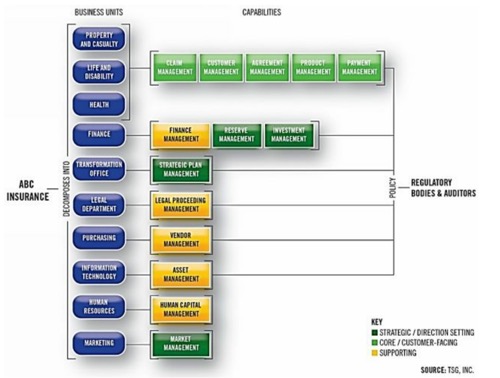 BUSINESS UNITS
CAPABILITIES
PROPERTY
AND CASUALTY
LIFE AND
DISABILITY
HEALTH
CLAIM
MANAGEMENT
CUSTOMER
MANAGEMENT
AGREEMENT
MANAGEMENT
PRODUCT
MANAGEMENT
PAYMENT
MANAGEMENT
FINANCE
FINANCE
MANAGEMENT
RESERVE
MANAGEMENT
INVESTMENT
MANAGEMENT
ABC
INSURANCE
DECOMPOSES INTO
TRANSFORMATION
OFFICE
STRATEGIC PLAN
MANAGEMENT
POLICY
REGULATORY
BODIES & AUDITORS
LEGAL
DEPARTMENT
LEGAL PROCEEDING
MANAGEMENT
PURCHASING
VENDOR
MANAGEMENT
INFORMATION
TECHNOLOGY
ASSET
MANAGEMENT
HUMAN
RESOURCES
HUMAN CAPITAL
MANAGEMENT
MARKETING
MARKET
MANAGEMENT
KEY
STRATEGIC / DIRECTION SETTING
CORE / CUSTOMER-FACING
SUPPORTING
SOURCE: TSG, INC.